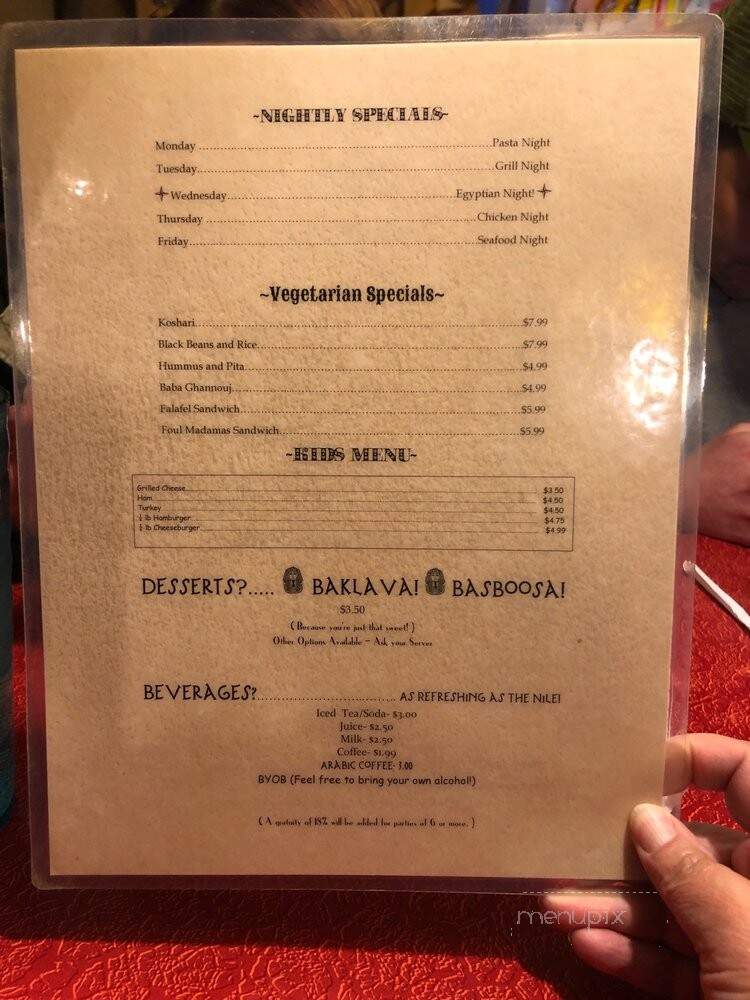 ~NIGHTLY SPECIALS~
Monday ........................Pasta Night
Tuesday........................Grill Night
Wednesday........................Egyptian Night!
Thursday ........................Chicken Night
Friday........................Seafood Night
~Vegetarian Specials~
Koshari........................$7.99
Black Beans and Rice........................$7.99
Hummus and Pita........................$4.99
Baba Ghannouj........................$4.99
Falafel Sandwich........................$5.99
Foul Madamas Sandwich........................$5.99
~KIDS MENU~
Grilled Cheese........................$3.50
Ham........................$4.50
Turkey........................$4.50
lb Hamburger........................$4.75
lb Cheeseburger........................$4.99
DESSERTS?..... BAKLAVA! BASBOOSA!
$3.50
( Because you're just that sweet! )
Other Options Available ~ Ask your Server
BEVERAGES?........................AS REFRESHING AS THE NILE!
Iced Tea/Soda- $3.00
Juice- $2.50
Milk- $2.50
Coffee- $1.99
ARABIC COFFEE- 3.00
BYOB (Feel free to bring your own alcohol!)
( A gratuity of 18% will be added for parties of 6 or more. )
menupix